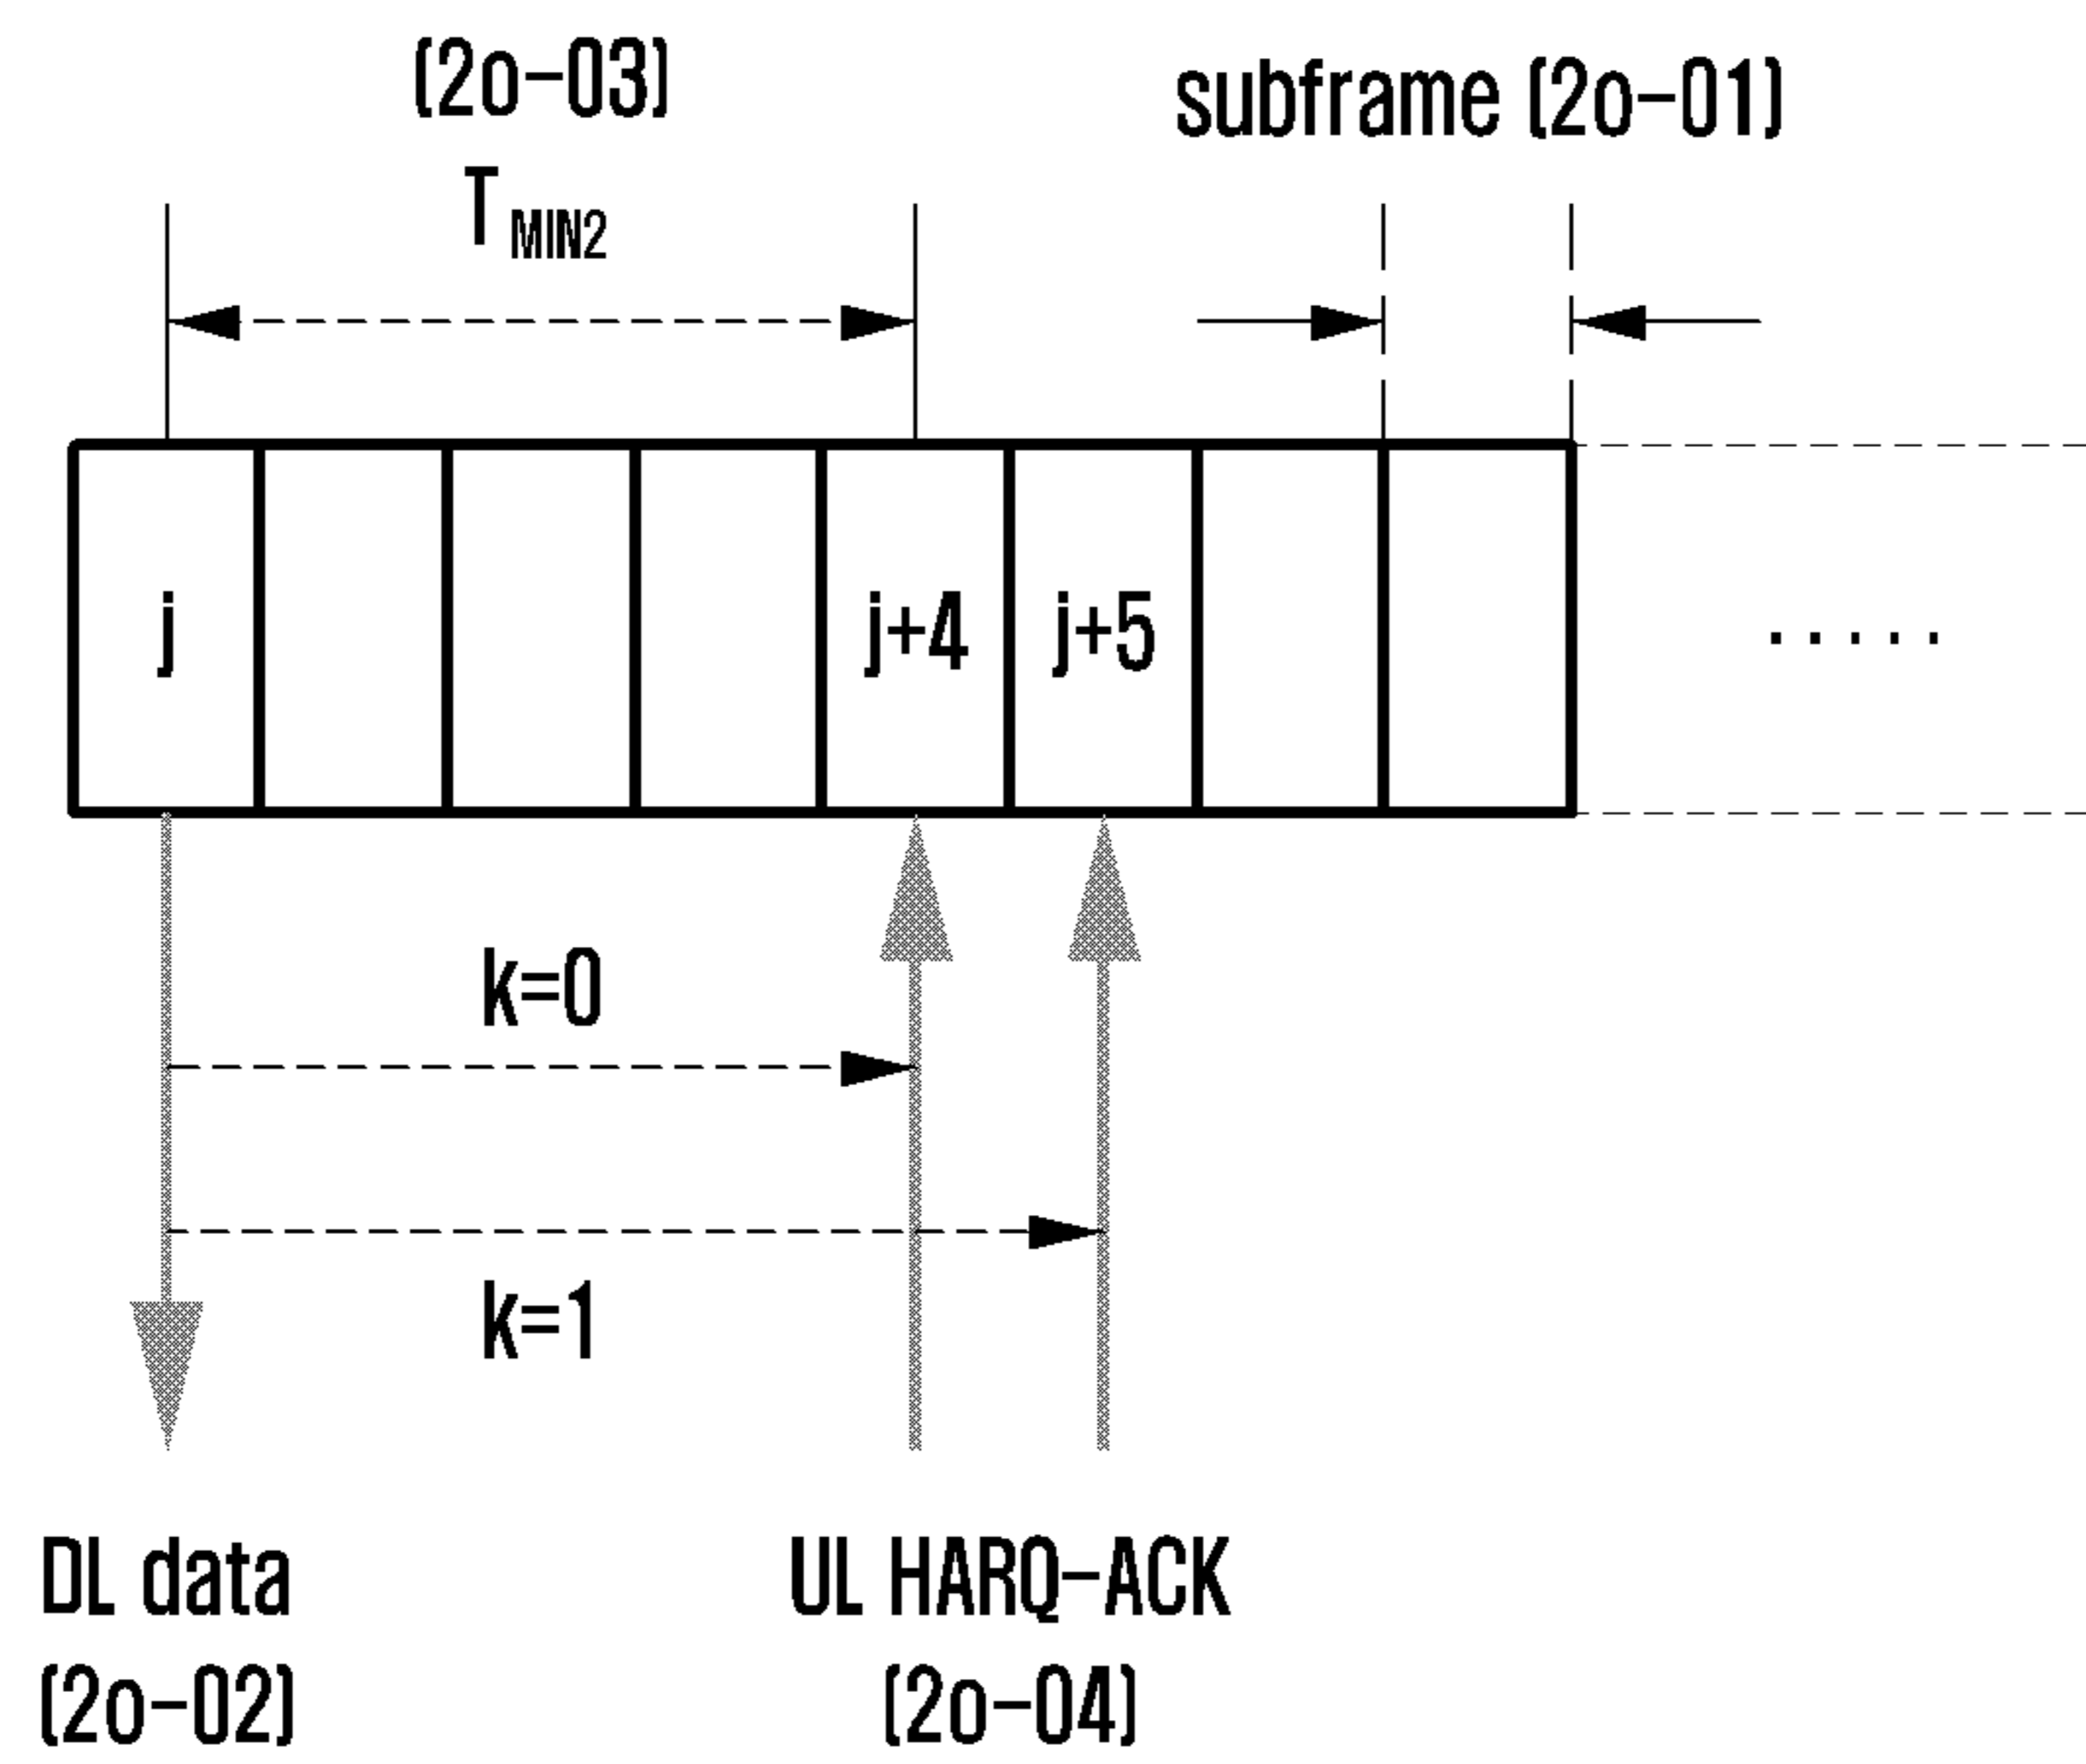 (2o-03)
subframe (2o-01)
T MIN2
j
j+4
j+5
.....
k=0
k=1
DL data
(2o-02)
UL HARQ-ACK
(2o-04)